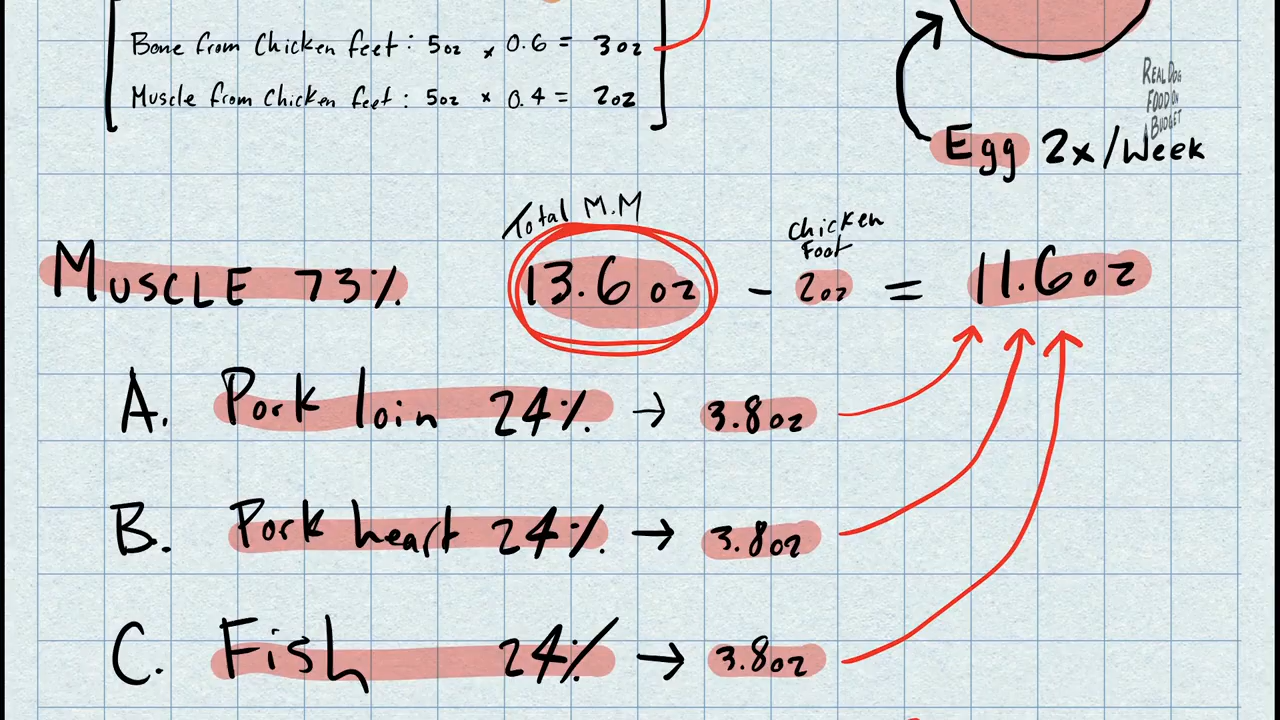 Bone from Chicken feet: 5oz x 0.6 = 3oz
Muscle from Chicken feet: 5oz x 0.4 = 2oz
REAL DOG
FOOD ON
A BUDGET
Egg 2x/Week
Total M.M
Chicken
Foot
MUSCLE 73% 13.6oz - 2oz = 11.6oz
A. Pork loin 24% → 3.8oz
B. Pork heart 24% → 3.8oz
C. Fish 24% → 3.8oz